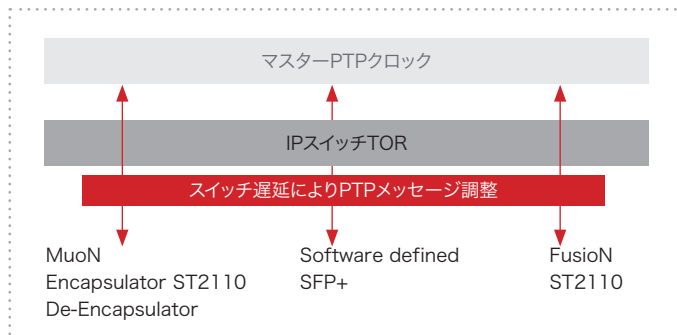 マスターPTPクロック
IPスイッチTOR
スイッチ遅延によりPTPメッセージ調整
MuoN
Encapsulator ST2110
De-Encapsulator
Software defined
SFP+
FusioN
ST2110